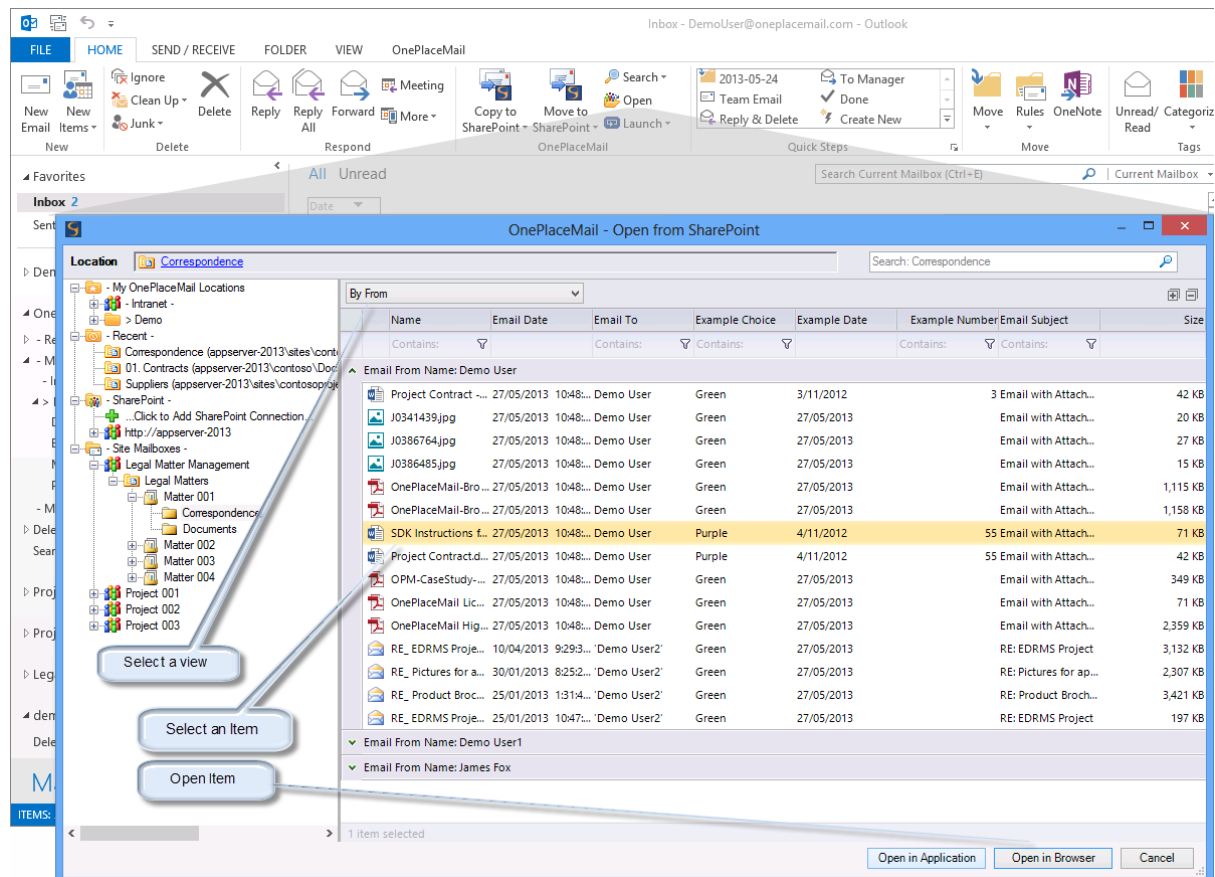 Inbox - DemoUser@oneplacemail.com - Outlook
FILE HOME SEND / RECEIVE FOLDER VIEW OnePlaceMail
New Email
New Items
Ignore
Clean Up
Junk
Delete
Reply
Reply All
Forward
Meeting
More
Copy to SharePoint
Move to SharePoint
Search
Open
Launch
2013-05-24
Team Email
Reply & Delete
To Manager
Done
Create New
Move
Rules
OneNote
Unread/ Read
Categoriz
New Delete Respond OnePlaceMail Quick Steps Move Tags
Favorites
All Unread
Search Current Mailbox (Ctrl+E)
Current Mailbox
Inbox 2
Date
Sent
OnePlaceMail - Open from SharePoint
Location Correspondence
Search: Correspondence
- My OnePlaceMail Locations
- Intranet -
> Demo
- Recent -
Correspondence (appserver-2013\sites\conto
01. Contracts (appserver-2013\contoso\Doc
Suppliers (appserver-2013\sites\contosoproje
- SharePoint -
...Click to Add SharePoint Connection...
http://appserver-2013
- Site Mailboxes -
Legal Matter Management
Legal Matters
Matter 001
Correspondence
Documents
Matter 002
Matter 003
Matter 004
Project 001
Project 002
Project 003
Select a view
Select an Item
Open Item
By From
Name Email Date Email To Example Choice Example Date Example Number Email Subject Size
Contains: Contains: Contains: Contains: Contains:
Email From Name: Demo User
Project Contract -... 27/05/2013 10:48:... Demo User Green 3/11/2012 3 Email with Attach... 42 KB
J0341439.jpg 27/05/2013 10:48:... Demo User Green 27/05/2013 Email with Attach... 20 KB
J0386764.jpg 27/05/2013 10:48:... Demo User Green 27/05/2013 Email with Attach... 27 KB
J0386485.jpg 27/05/2013 10:48:... Demo User Green 27/05/2013 Email with Attach... 15 KB
OnePlaceMail-Bro... 27/05/2013 10:48:... Demo User Green 27/05/2013 Email with Attach... 1,115 KB
OnePlaceMail-Bro... 27/05/2013 10:48:... Demo User Green 27/05/2013 Email with Attach... 1,158 KB
SDK Instructions f... 27/05/2013 10:48:... Demo User Purple 4/11/2012 55 Email with Attach... 71 KB
Project Contract.d... 27/05/2013 10:48:... Demo User Purple 4/11/2012 55 Email with Attach... 42 KB
OPM-CaseStudy-... 27/05/2013 10:48:... Demo User Green 27/05/2013 Email with Attach... 349 KB
OnePlaceMail Lic... 27/05/2013 10:48:... Demo User Green 27/05/2013 Email with Attach... 71 KB
OnePlaceMail Hig... 27/05/2013 10:48:... Demo User Green 27/05/2013 Email with Attach... 2,359 KB
RE_ EDRMS Proje... 10/04/2013 9:29:3... 'Demo User2' Green 27/05/2013 RE: EDRMS Project 3,132 KB
RE_ Pictures for a... 30/01/2013 8:25:2... 'Demo User2' Green 27/05/2013 RE: Pictures for ap... 2,307 KB
RE_ Product Broc... 25/01/2013 1:31:4... 'Demo User2' Green 27/05/2013 RE: Product Broch... 3,421 KB
RE_ EDRMS Proje... 25/01/2013 10:47:... 'Demo User2' Green 27/05/2013 RE: EDRMS Project 197 KB
Email From Name: Demo User1
Email From Name: James Fox
ITEMS:
1 item selected
Open in Application Open in Browser Cancel